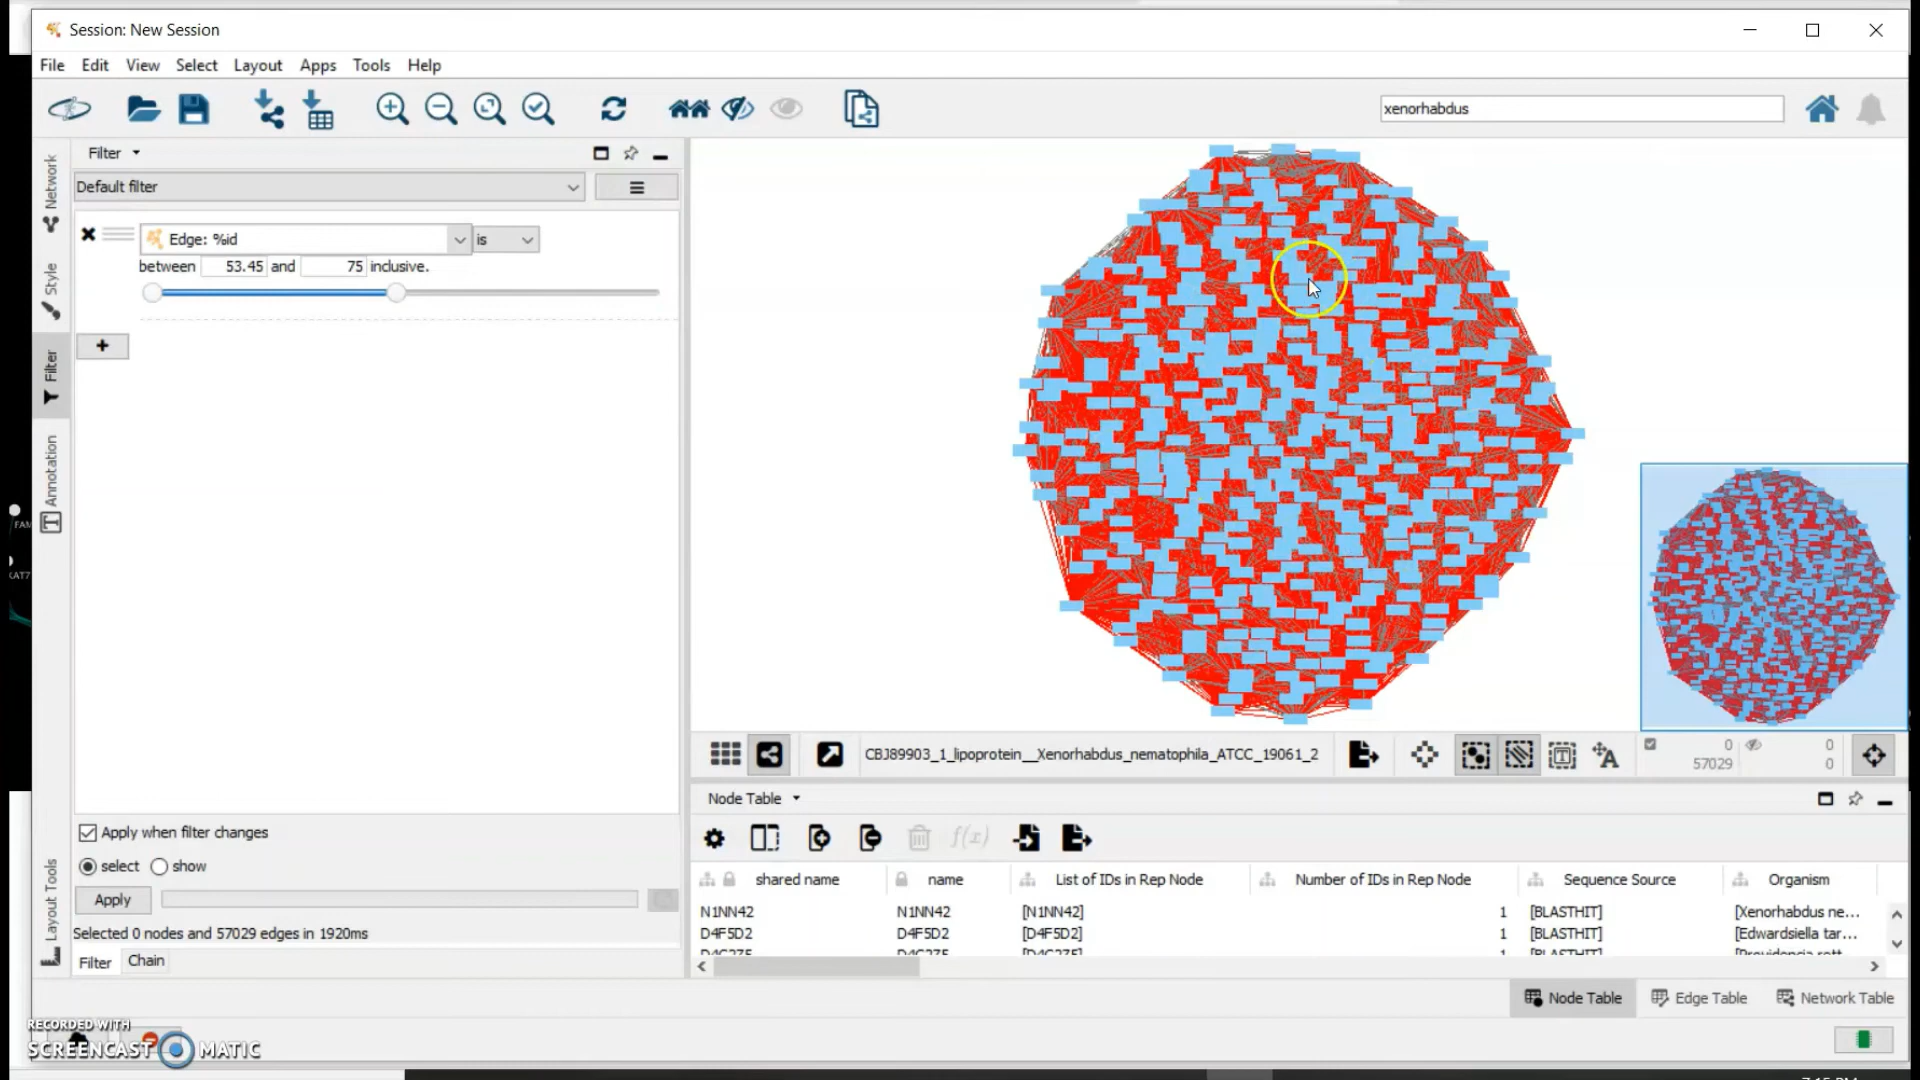 Session: New Session
File Edit View Select Layout Apps Tools Help
xenorhabdus
Filter
Default filter
Edge: %id
is
between 53.45 and 75 inclusive.
Network
Style
Filter
Annotation
Layout Tools
Apply when filter changes
select show
Apply
Selected 0 nodes and 57029 edges in 1920ms
Filter Chain
CBJ89903_1_lipoprotein__Xenorhabdus_nematophila_ATCC_19061_2
0 0
57029 0
Node Table
f(x)
shared name name List of IDs in Rep Node Number of IDs in Rep Node Sequence Source Organism
N1NN42 N1NN42 [N1NN42] 1 [BLASTHIT] [Xenorhabdus ne...
D4F5D2 D4F5D2 [D4F5D2] 1 [BLASTHIT] [Edwardsiella tar...
Node Table Edge Table Network Table
RECORDED WITH
SCREENCAST MATIC